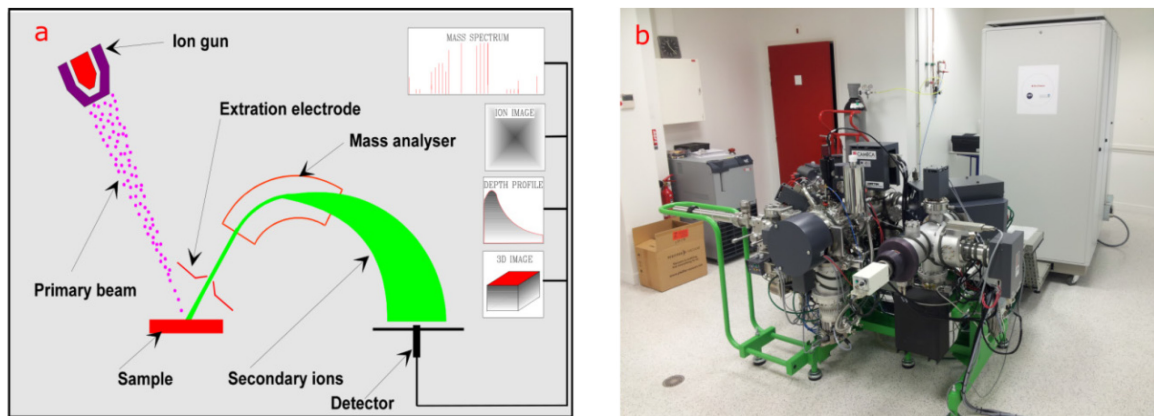 a
Ion gun
MASS SPECTRUM
Extration electrode
ION IMAGE
Mass analyser
DEPTH PROFILE
3D IMAGE
Primary beam
Sample
Secondary ions
Detector
b
CAMECA